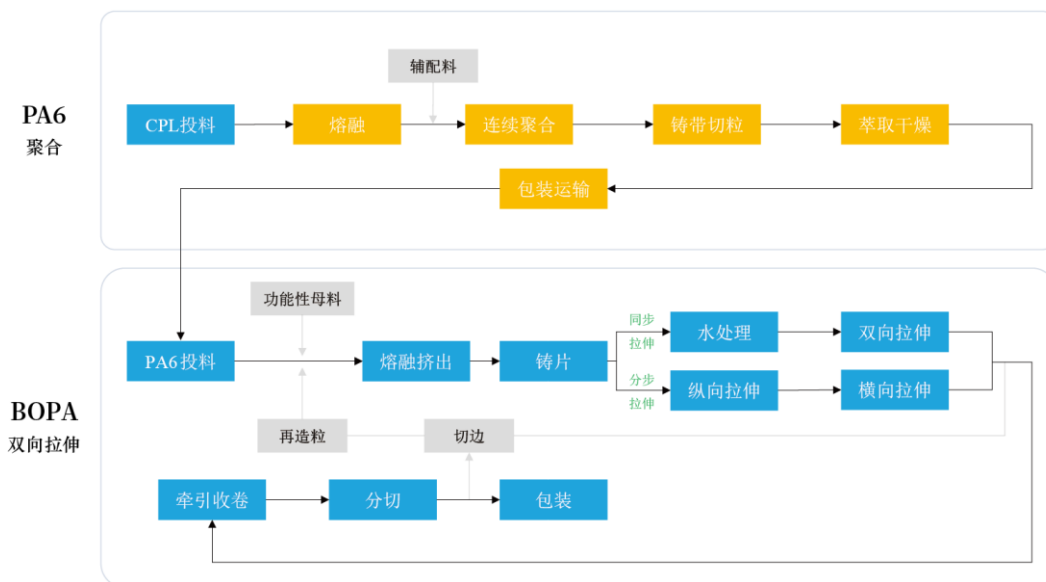 PA6
聚合
辅配料
CPL投料
熔融
连续聚合
铸带切粒
萃取干燥
包装运输
BOPA
双向拉伸
功能性母料
PA6投料
熔融挤出
铸片
同步
拉伸
水处理
双向拉伸
分步
拉伸
纵向拉伸
横向拉伸
再造粒
切边
牵引收卷
分切
包装